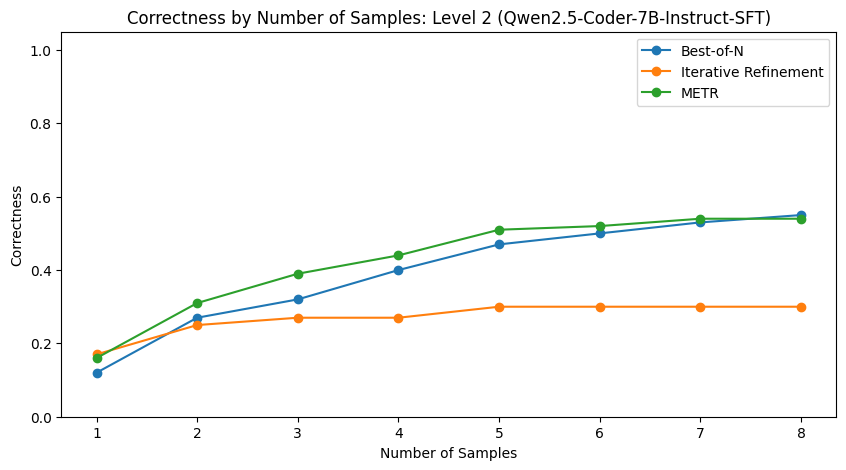 Correctness by Number of Samples: Level 2 (Qwen2.5-Coder-7B-Instruct-SFT)
Best-of-N
Iterative Refinement
METR
Correctness
1.0
0.8
0.6
0.4
0.2
0.0
1 2 3 4 5 6 7 8
Number of Samples